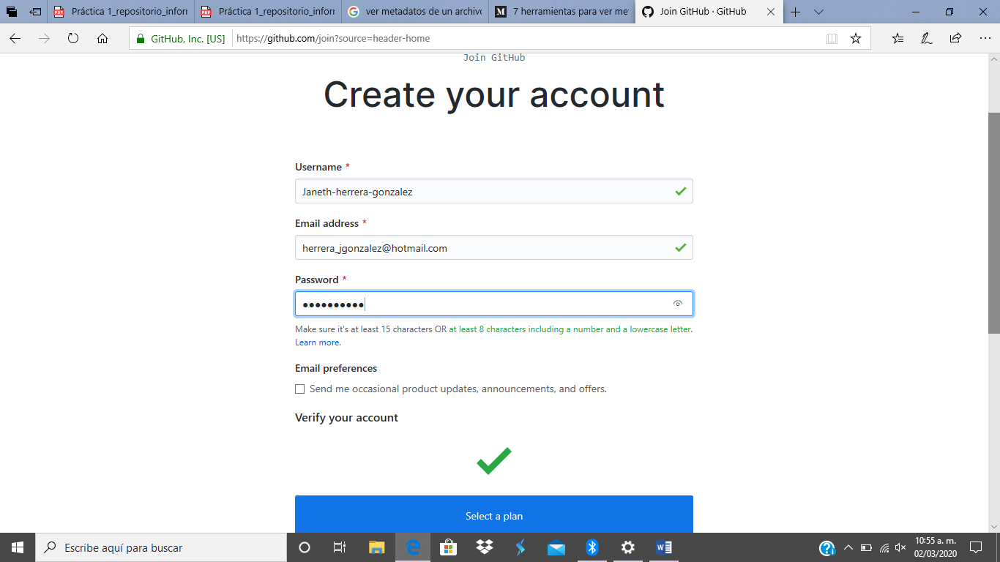 Práctica 1_repositorio_inforn
Práctica 1_repositorio_inforn
ver metadatos de un archivo
7 herramientas para ver me
Join GitHub · GitHub
GitHub, Inc. [US]
https://github.com/join?source=header-home
Join GitHub
Create your account
Username *
Janeth-herrera-gonzalez
Email address *
herrera_jgonzalez@hotmail.com
Password *
Make sure it's at least 15 characters OR at least 8 characters including a number and a lowercase letter.
Learn more.
Email preferences
Send me occasional product updates, announcements, and offers.
Verify your account
Select a plan
Escribe aquí para buscar
10:55 a. m.
02/03/2020